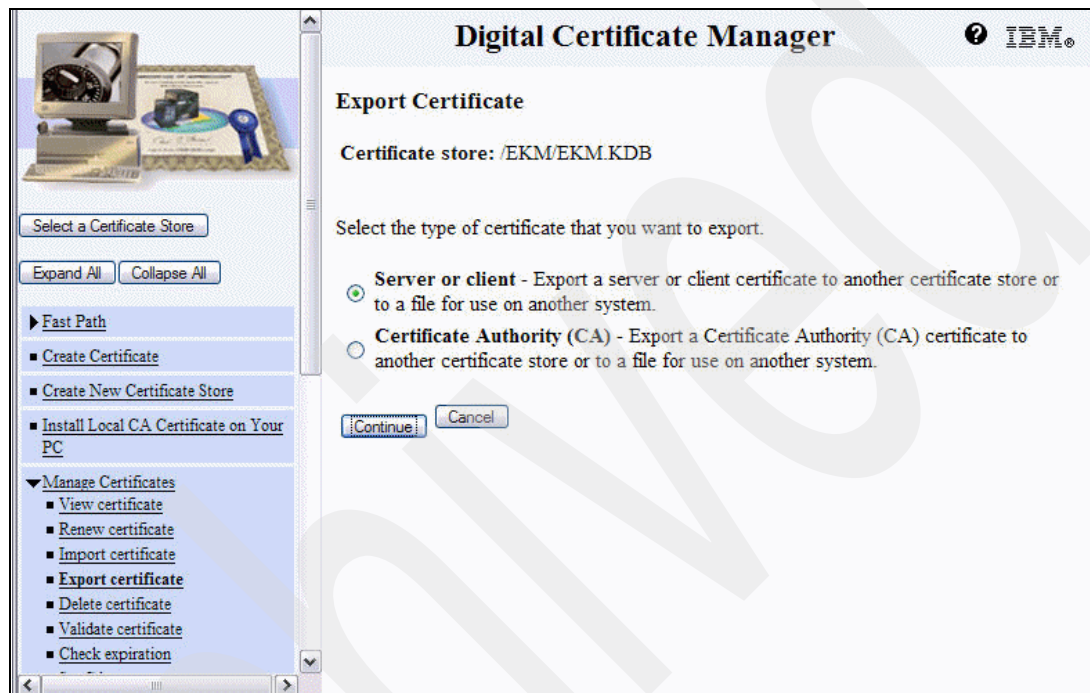 Digital Certificate Manager
IBM®
Select a Certificate Store
Expand All Collapse All
Fast Path
Create Certificate
Create New Certificate Store
Install Local CA Certificate on Your
PC
Manage Certificates
View certificate
Renew certificate
Import certificate
Export certificate
Delete certificate
Validate certificate
Check expiration
Export Certificate
Certificate store: /EKM/EKM.KDB
Select the type of certificate that you want to export.
Server or client - Export a server or client certificate to another certificate store or
to a file for use on another system.
Certificate Authority (CA) - Export a Certificate Authority (CA) certificate to
another certificate store or to a file for use on another system.
Continue Cancel